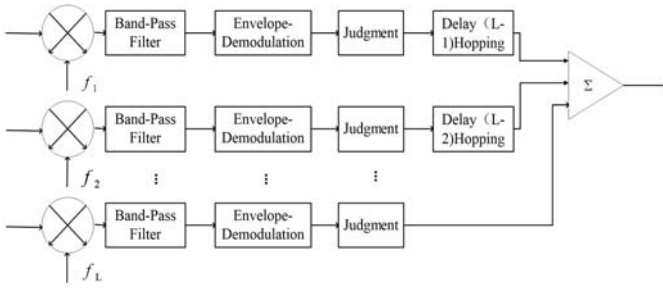 Band-Pass
Filter
Envelope-
Demodulation
Judgment
Delay（L-
1)Hopping
f1
Σ
Band-Pass
Filter
Envelope-
Demodulation
Judgment
Delay（L-
2)Hopping
f2
⋮
⋮
⋮
Band-Pass
Filter
Envelope-
Demodulation
Judgment
fL